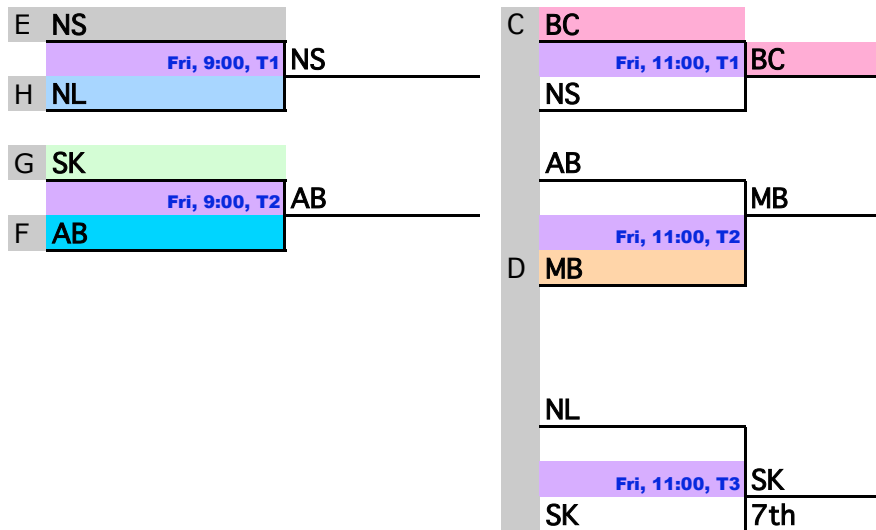 E NS
Fri, 9:00, T1 NS
H NL
G SK
Fri, 9:00, T2 AB
F AB
C BC
Fri, 11:00, T1 BC
NS
AB
MB
Fri, 11:00, T2
D MB
NL
Fri, 11:00, T3 SK
SK 7th